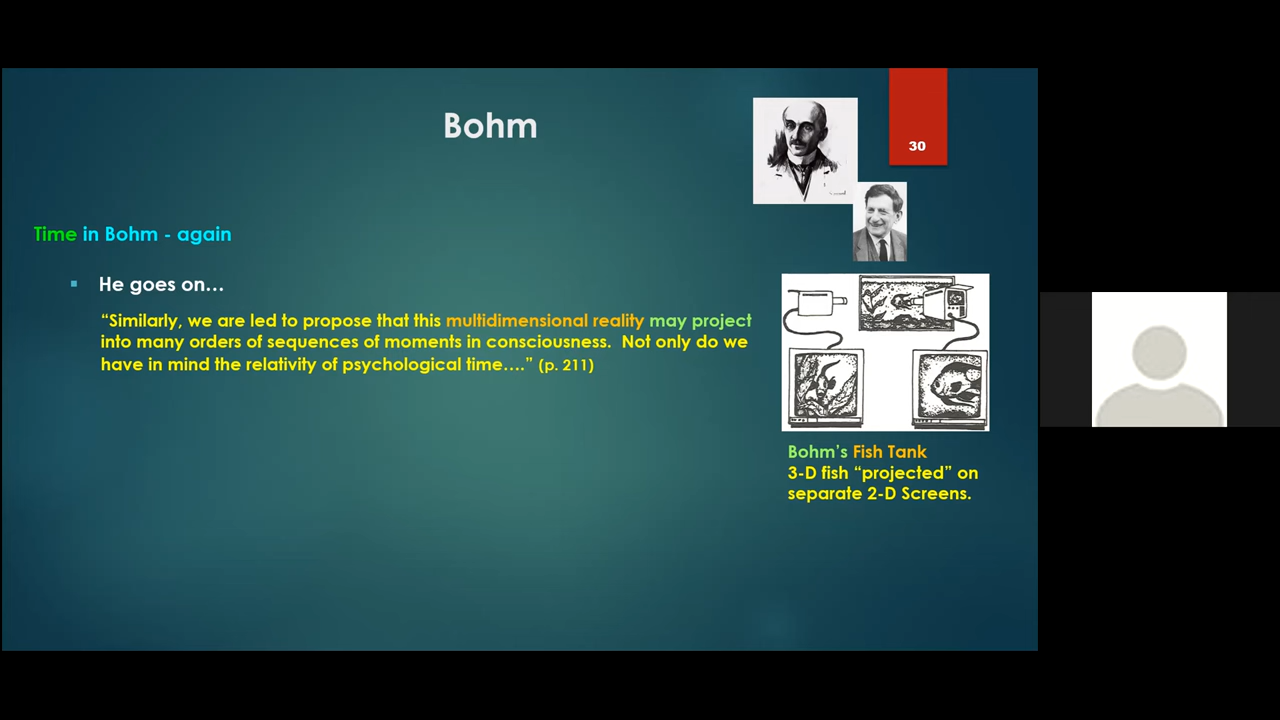 Bohm
30
Time in Bohm - again
▪ He goes on…
“Similarly, we are led to propose that this multidimensional reality may project
into many orders of sequences of moments in consciousness. Not only do we
have in mind the relativity of psychological time….” (p. 211)
Bohm’s Fish Tank
3-D fish “projected” on
separate 2-D Screens.